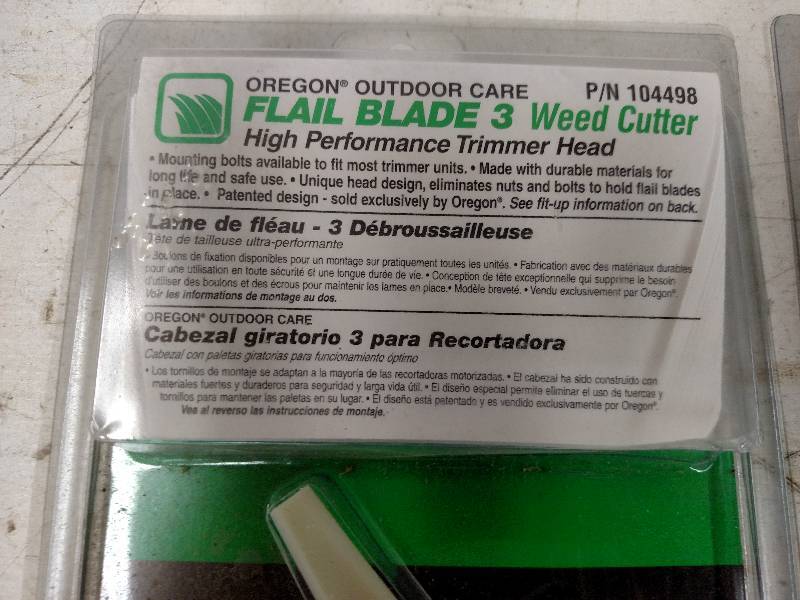 OREGON® OUTDOOR CARE P/N 104498
FLAIL BLADE 3 Weed Cutter
High Performance Trimmer Head
• Mounting bolts available to fit most trimmer units. • Made with durable materials for
long life and safe use. • Unique head design, eliminates nuts and bolts to hold flail blades
in place. • Patented design - sold exclusively by Oregon®. See fit-up information on back.
Lame de fléau - 3 Débroussailleuse
Tête de tailleuse ultra-performante
• Boulons de fixation disponibles pour un montage sur pratiquement toutes les unités. • Fabrication avec des matériaux durables
pour une utilisation en toute sécurité et une longue durée de vie. • Conception de tête exceptionnelle qui supprime le besoin
d'utiliser des boulons et des écrous pour maintenir les lames en place.• Modèle breveté. • Vendu exclusivement par Oregon®.
Voir les informations de montage au dos.
OREGON® OUTDOOR CARE
Cabezal giratorio 3 para Recortadora
Cabezal con paletas giratorias para funcionamiento óptimo
• Los tornillos de montaje se adaptan a la mayoría de las recortadoras motorizadas. • El cabezal ha sido construido con
materiales fuertes y duraderos para seguridad y larga vida útil. • El diseño especial permite eliminar el uso de tuercas y
tornillos para mantener las paletas en su lugar. • El diseño está patentado y es vendido exclusivamente por Oregon®.
Vea al reverso las instrucciones de montaje.